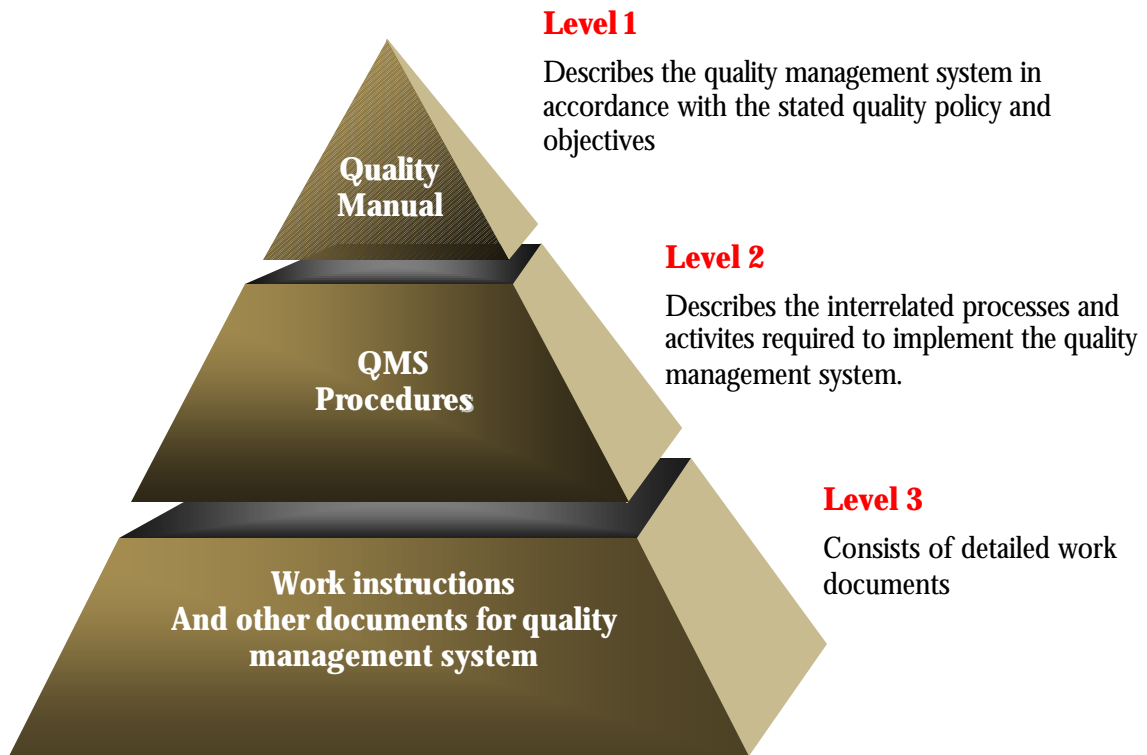 Level 1
Describes the quality management system in
accordance with the stated quality policy and
objectives
Quality
Manual
Level 2
Describes the interrelated processes and
activites required to implement the quality
management system.
QMS
Procedures
Level 3
Consists of detailed work
documents
Work instructions
And other documents for quality
management system